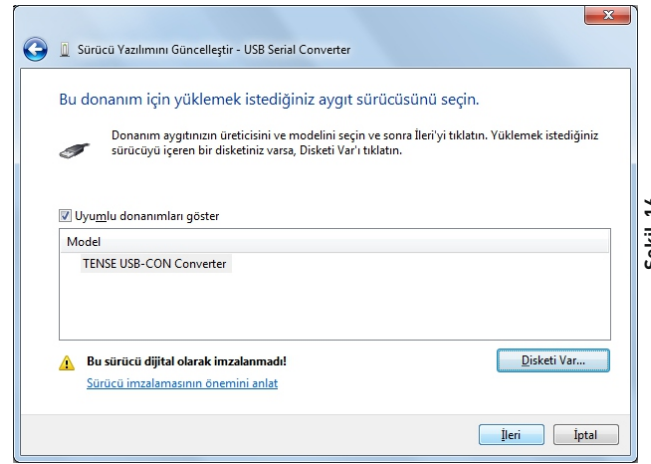 Sürücü Yazılımını Güncelleştir - USB Serial Converter
Bu donanım için yüklemek istediğiniz aygıt sürücüsünü seçin.
Donanım aygıtınızın üreticisini ve modelini seçin ve sonra İleri'yi tıklatın. Yüklemek istediğiniz
sürücüyü içeren bir disketiniz varsa, Disketi Var'ı tıklatın.
Uyumlu donanımları göster
Model
TENSE USB-CON Converter
Bu sürücü dijital olarak imzalanmadı!
Disketi Var...
Sürücü imzalamasının önemini anlat
İleri
İptal